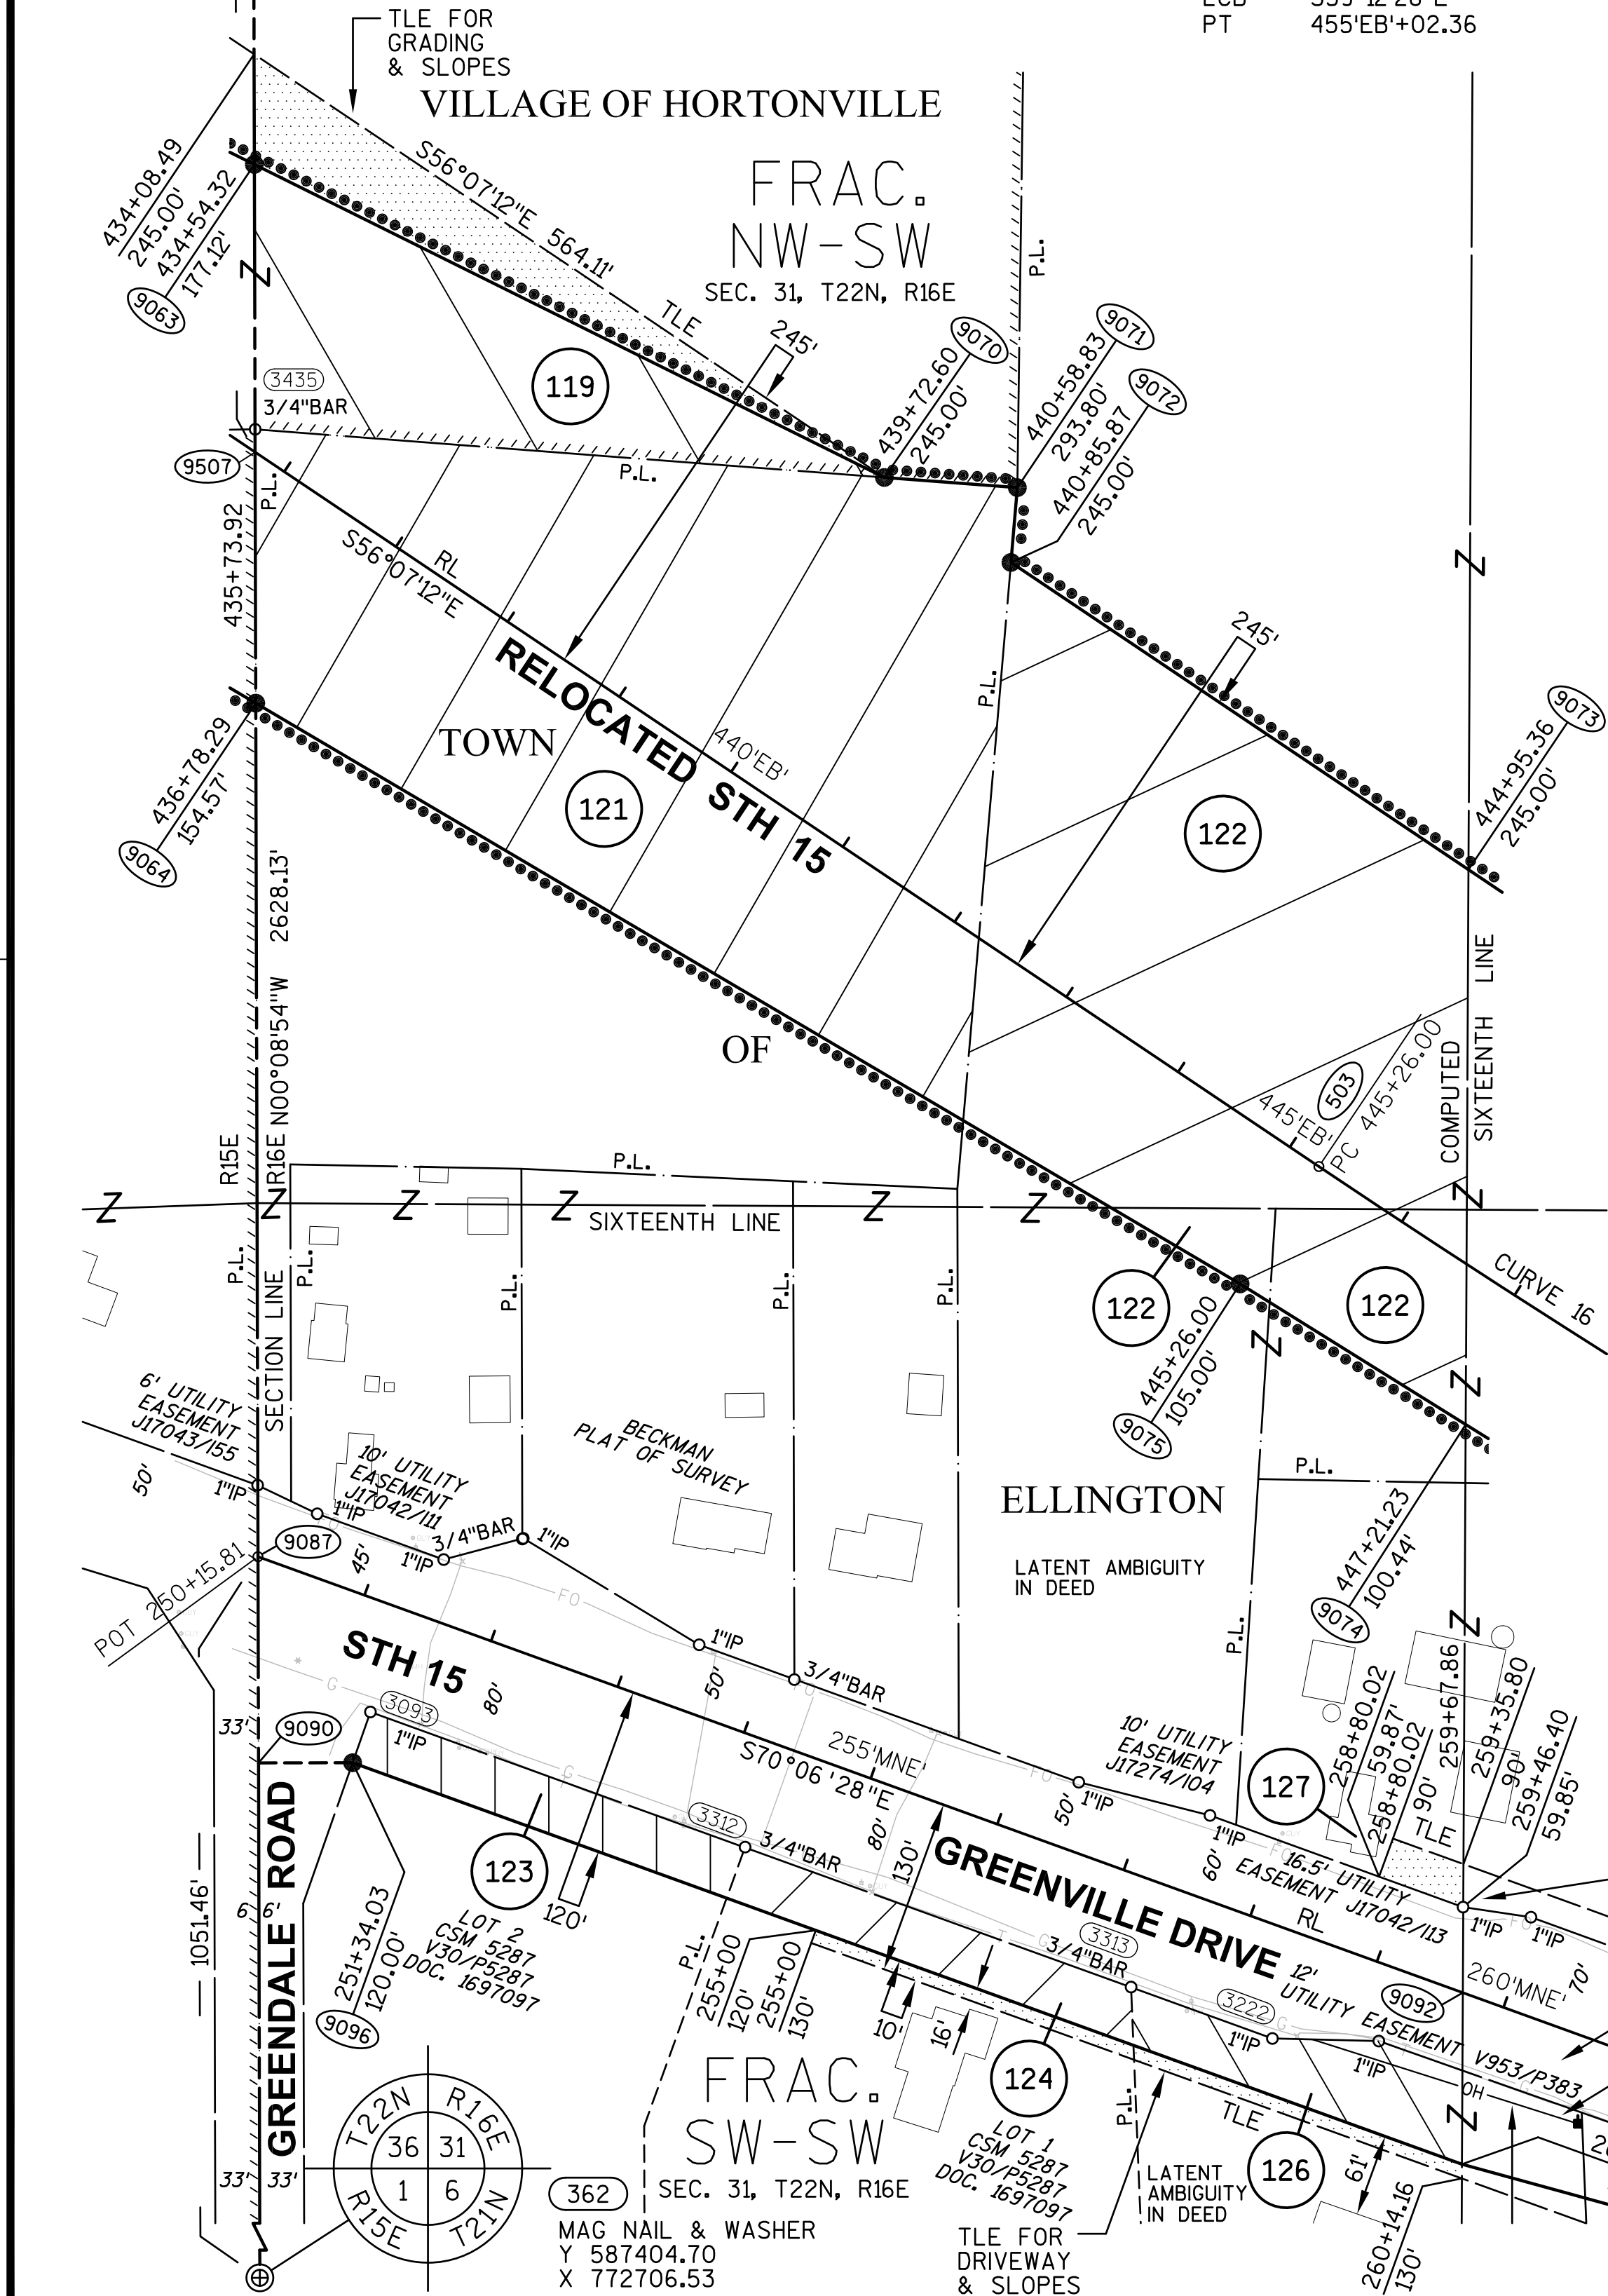 PT 455'EB'+02.36
TLE FOR
GRADING
& SLOPES
VILLAGE OF HORTONVILLE
FRAC.
NW-SW
SEC. 31, T22N, R16E
434+08.49
245.00'
434+54.32
177.12'
9063
S56°07'12"E 564.11'
TLE
245'
P.L.
9070
439+72.60
245.00'
9071
440+58.83
293.80'
9072
440+85.87
245.00'
3435
3/4"BAR
119
9507
P.L.
P.L.
435+73.92
RL
S56°07'12"E
RELOCATED STH 15
245'
P.L.
9073
444+95.36
245.00'
Z
Z
TOWN
440'EB'
121
122
436+78.29
154.57'
9064
N00°08'54"W 2628.13'
OF
COMPUTED
SIXTEENTH LINE
503
445'EB'
PC 445+26.00
R15E
R16E
P.L.
Z Z Z Z Z Z Z
SIXTEENTH LINE
P.L.
SECTION LINE
P.L.
P.L.
P.L.
P.L.
122
122
CURVE 16
Z
Z
445+26.00
105.00'
9075
6' UTILITY
EASEMENT
J17043/155
50'
1"IP
10' UTILITY
EASEMENT
J17042/111
1"IP
BECKMAN
PLAT OF SURVEY
ELLINGTON
P.L.
LATENT AMBIGUITY
IN DEED
447+21.23
100.44'
9074
Z
POT 250+15.81
9087
45'
1"IP
3/4"BAR
1"IP
FO
1"IP
50'
3/4"BAR
FO
P.L.
STH 15
80'
G
3093
1"IP
33'
9090
S70°06'28"E
255'MNE'
10' UTILITY
EASEMENT
J17274/104
FO
50'
1"IP
127
258+80.02
59.87'
258+80.02
90'
259+67.86
259+35.80
90'
259+46.40
59.85'
TLE
1"IP
60'
16.5' UTILITY
EASEMENT J17042/113
1"IP
FO
1"IP
G
3312
3/4"BAR
80'
130'
GREENVILLE DRIVE
RL
GREENDALE ROAD
1051.46'
6' 6'
251+34.03
120.00'
9096
123
LOT 2
CSM 5287
V30/P5287
DOC. 1697097
120'
P.L.
255+00
120'
255+00
130'
10'
16'
T
G
3313
3/4"BAR
12'
UTILITY EASEMENT V953/P383
3222
G
1"IP
9092
260'MNE'
70'
1"IP
OH
Z
33' 33'
T22N R16E
36 31
1 6
R15E T21N
FRAC.
SW-SW
SEC. 31, T22N, R16E
362
MAG NAIL & WASHER
Y 587404.70
X 772706.53
124
LOT 1
CSM 5287
V30/P5287
DOC. 1697097
P.L.
TLE
126
61'
LATENT
AMBIGUITY
IN DEED
TLE FOR
DRIVEWAY
& SLOPES
260+14.16
130'